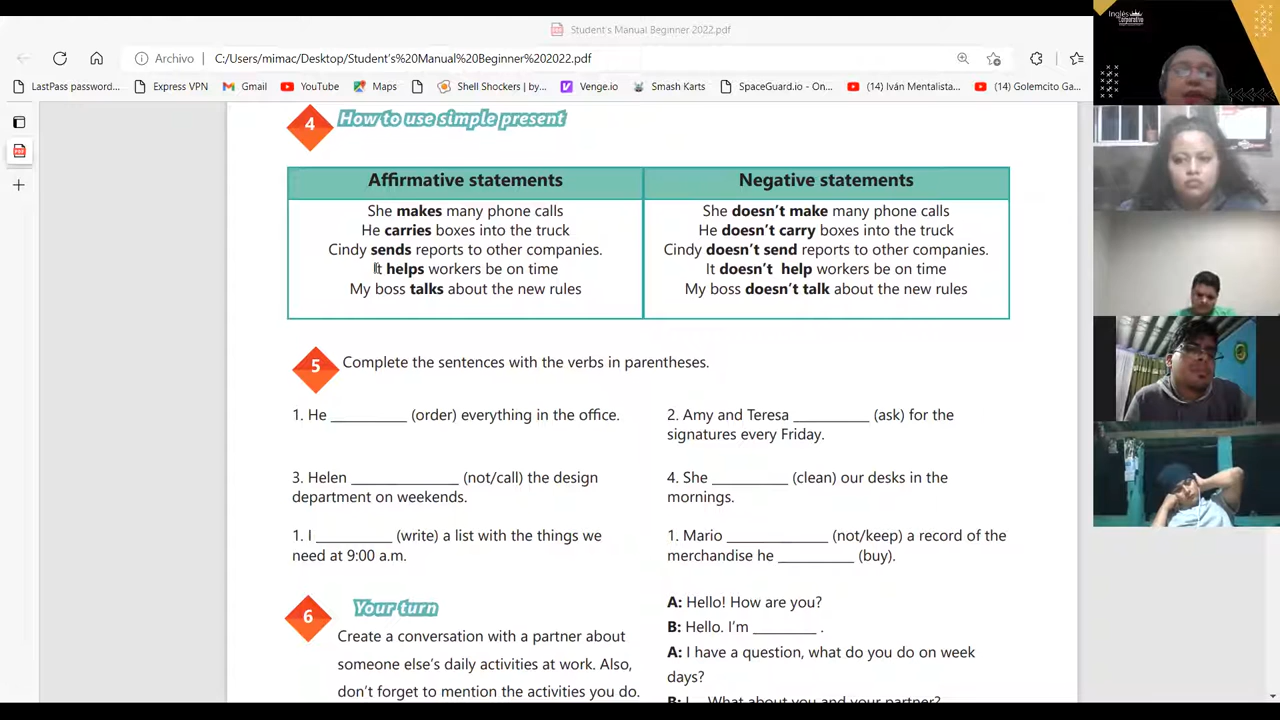 Student's Manual Beginner 2022.pdf
Archivo C:/Users/mimac/Desktop/Student's%20Manual%20Beginner%202022.pdf
LastPass password... Express VPN Gmail YouTube Maps Shell Shockers | by... Venge.io Smash Karts SpaceGuard.io - On... (14) Iván Mentalista... (14) Golemcito Ga...
Inglés
Corporativo
4 How to use simple present
Affirmative statements
She makes many phone calls
He carries boxes into the truck
Cindy sends reports to other companies.
It helps workers be on time
My boss talks about the new rules
Negative statements
She doesn't make many phone calls
He doesn't carry boxes into the truck
Cindy doesn't send reports to other companies.
It doesn't help workers be on time
My boss doesn't talk about the new rules
5 Complete the sentences with the verbs in parentheses.
1. He __________ (order) everything in the office.
2. Amy and Teresa __________ (ask) for the
signatures every Friday.
3. Helen ______________ (not/call) the design
department on weekends.
4. She __________ (clean) our desks in the
mornings.
1. I __________ (write) a list with the things we
need at 9:00 a.m.
1. Mario _____________ (not/keep) a record of the
merchandise he __________ (buy).
6 Your turn
Create a conversation with a partner about
someone else's daily activities at work. Also,
don't forget to mention the activities you do.
A: Hello! How are you?
B: Hello. I'm ________ .
A: I have a question, what do you do on week
days?
B: I... What about you and your partner?